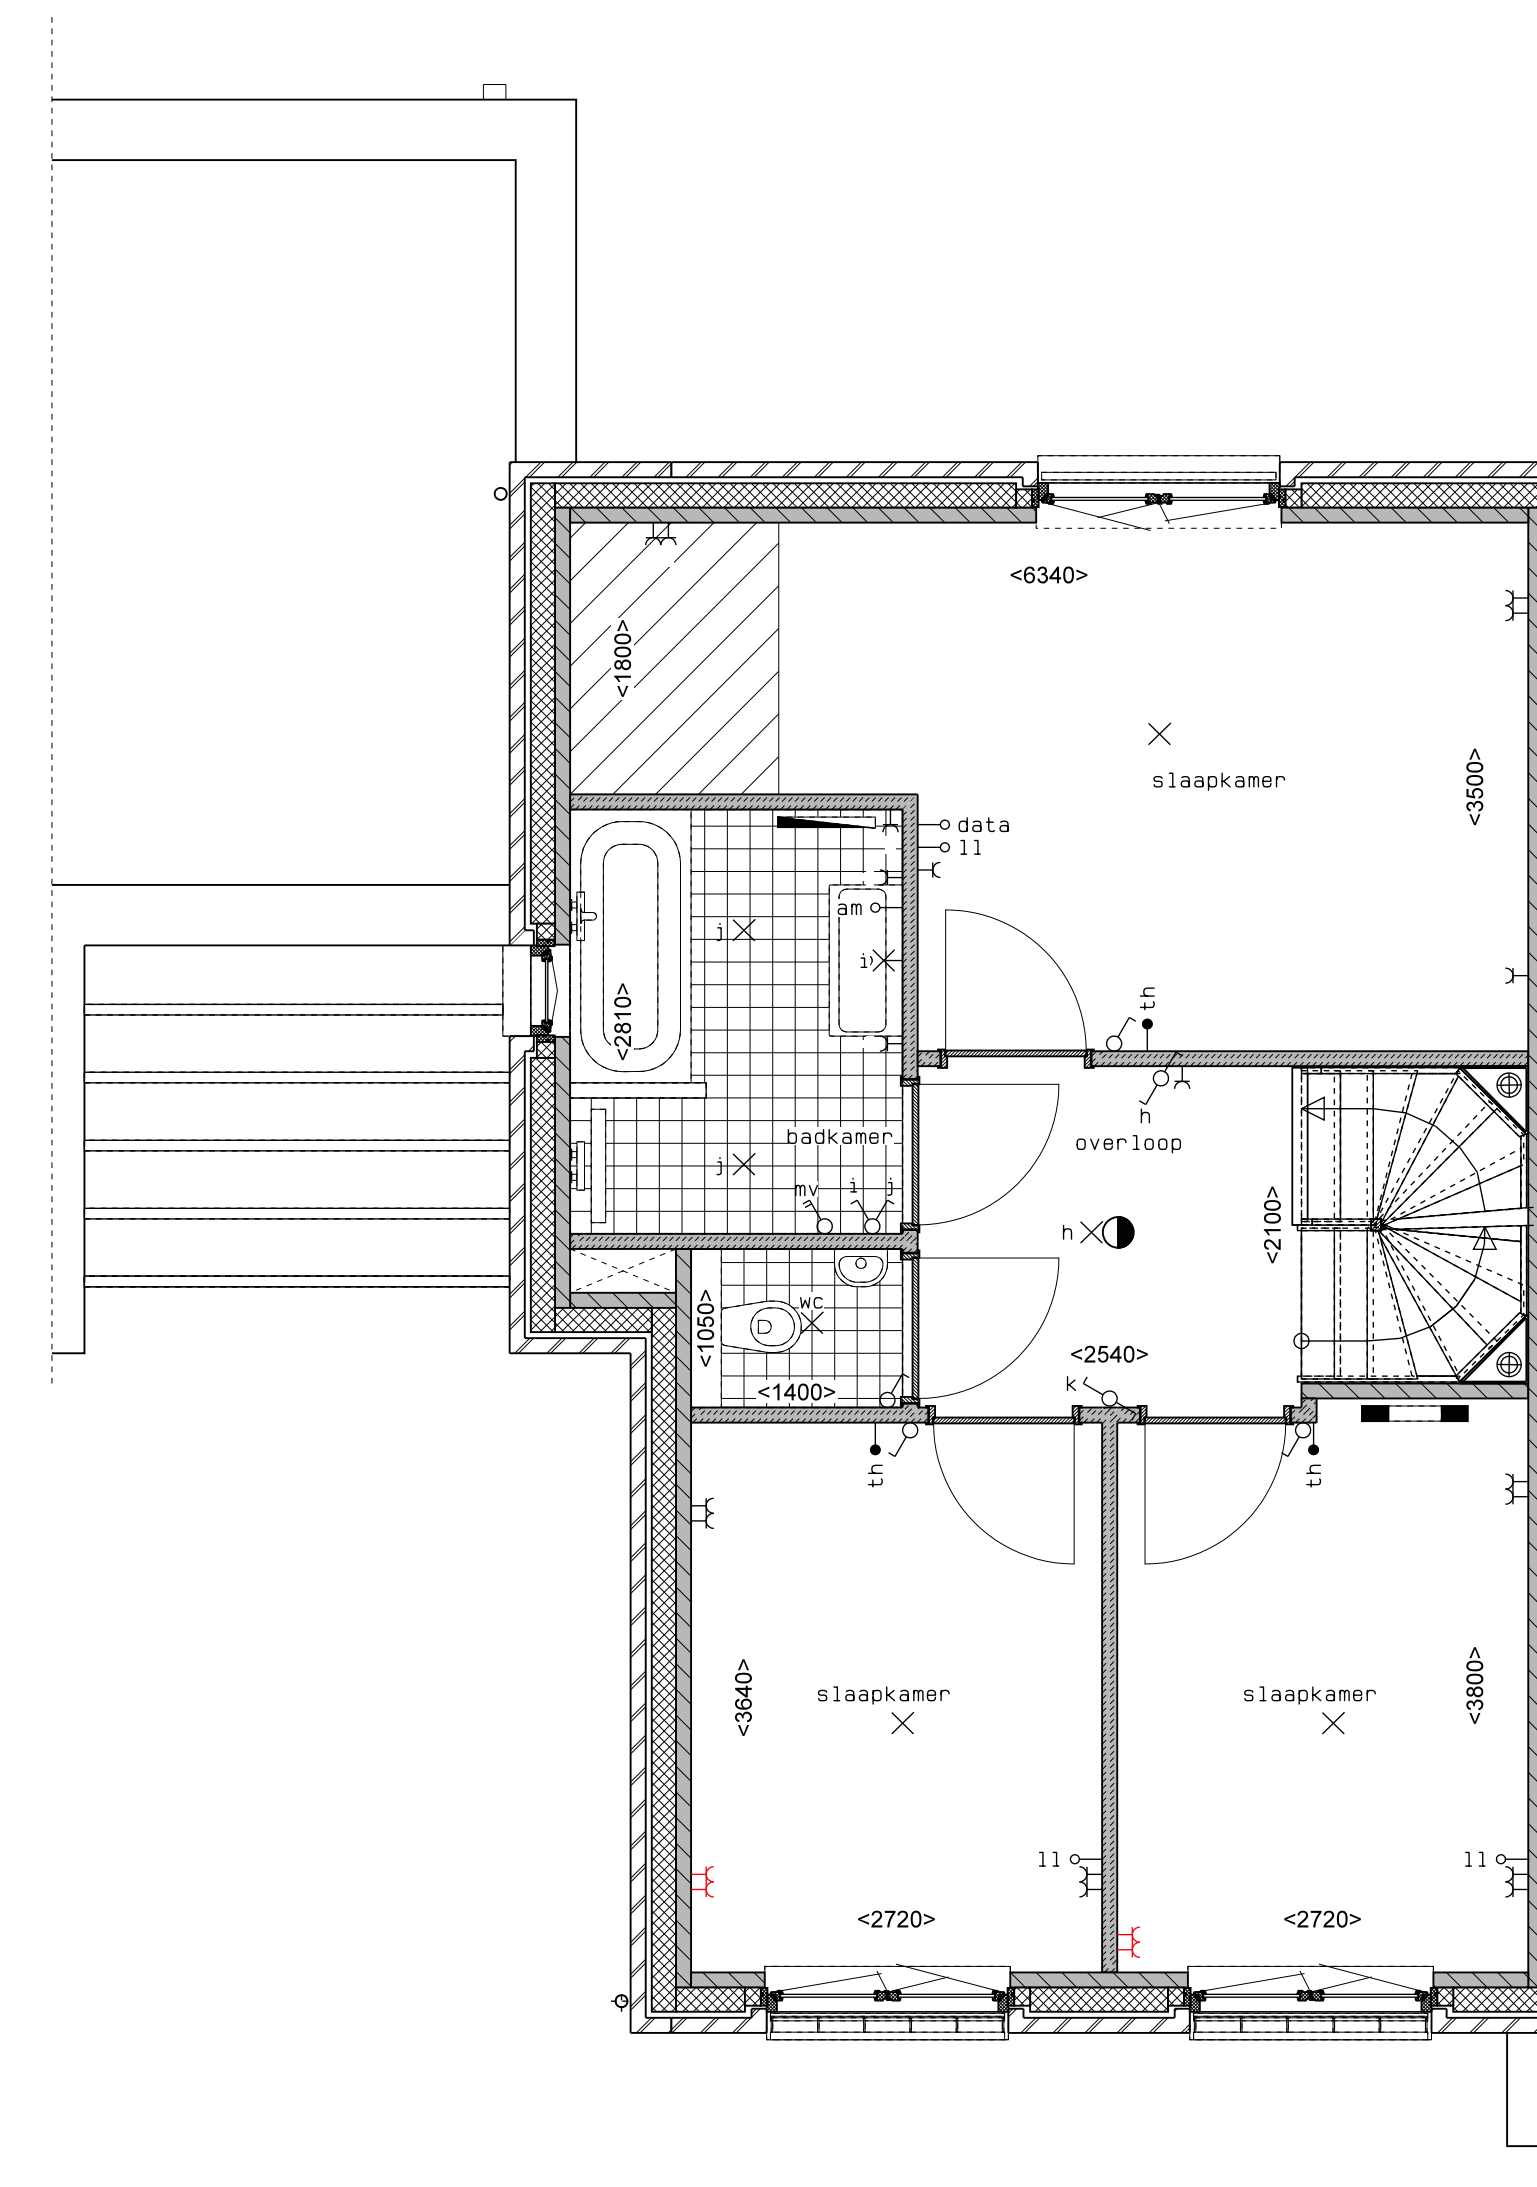 <6340>
<1800>
slaapkamer
<3500>
data
ll
am
j
i
<2810>
th
h
badkamer
overloop
j
mv
i
j
h
<2100>
wc
<1050>
<2540>
<1400>
k
th
th
slaapkamer
slaapkamer
<3640>
<3800>
ll
ll
<2720>
<2720>